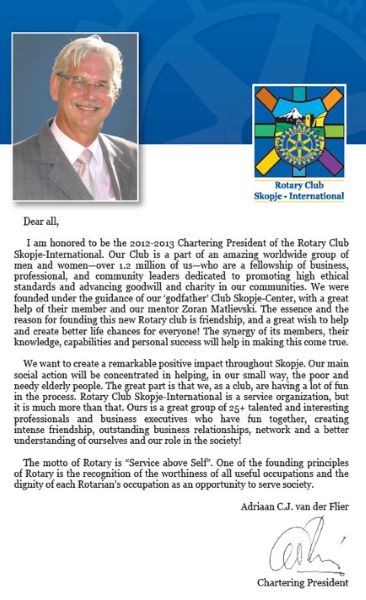 Rotary Club
Skopje - International
Dear all,
I am honored to be the 2012-2013 Chartering President of the Rotary Club
Skopje-International. Our Club is a part of an amazing worldwide group of
men and women—over 1.2 million of us—who are a fellowship of business,
professional, and community leaders dedicated to promoting high ethical
standards and advancing goodwill and charity in our communities. We were
founded under the guidance of our 'godfather' Club Skopje-Center, with a great
help of their member and our mentor Zoran Matlievski. The essence and the
reason for founding this new Rotary club is friendship, and a great wish to help
and create better life chances for everyone! The synergy of its members, their
knowledge, capabilities and personal success will help in making this come true.
We want to create a remarkable positive impact throughout Skopje. Our main
social action will be concentrated in helping, in our small way, the poor and
needy elderly people. The great part is that we, as a club, are having a lot of fun
in the process. Rotary Club Skopje-International is a service organization, but
it is much more than that. Ours is a great group of 25+ talented and interesting
professionals and business executives who have fun together, creating
intense friendship, outstanding business relationships, network and a better
understanding of ourselves and our role in the society!
The motto of Rotary is "Service above Self". One of the founding principles
of Rotary is the recognition of the worthiness of all useful occupations and the
dignity of each Rotarian's occupation as an opportunity to serve society.
Adriaan C.J. van der Flier
Chartering President